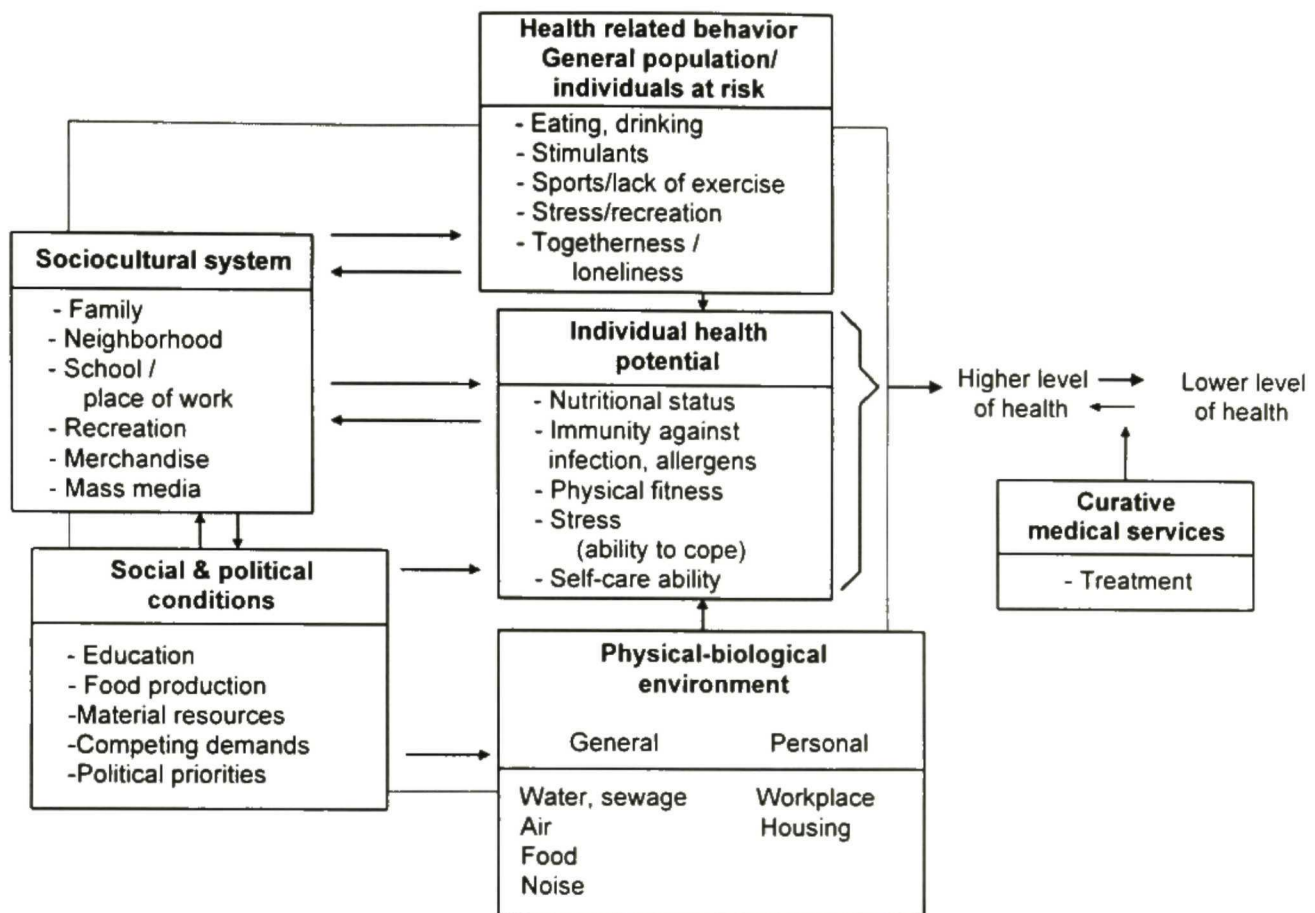 Health related behavior
General population/
individuals at risk
- Eating, drinking
- Stimulants
- Sports/lack of exercise
- Stress/recreation
- Togetherness /
loneliness
Sociocultural system
- Family
- Neighborhood
- School /
place of work
- Recreation
- Merchandise
- Mass media
Individual health
potential
- Nutritional status
- Immunity against
infection, allergens
- Physical fitness
- Stress
(ability to cope)
- Self-care ability
Higher level
of health
Lower level
of health
Curative
medical services
- Treatment
Social & political
conditions
- Education
- Food production
-Material resources
-Competing demands
-Political priorities
Physical-biological
environment
General
Personal
Water, sewage
Air
Food
Noise
Workplace
Housing